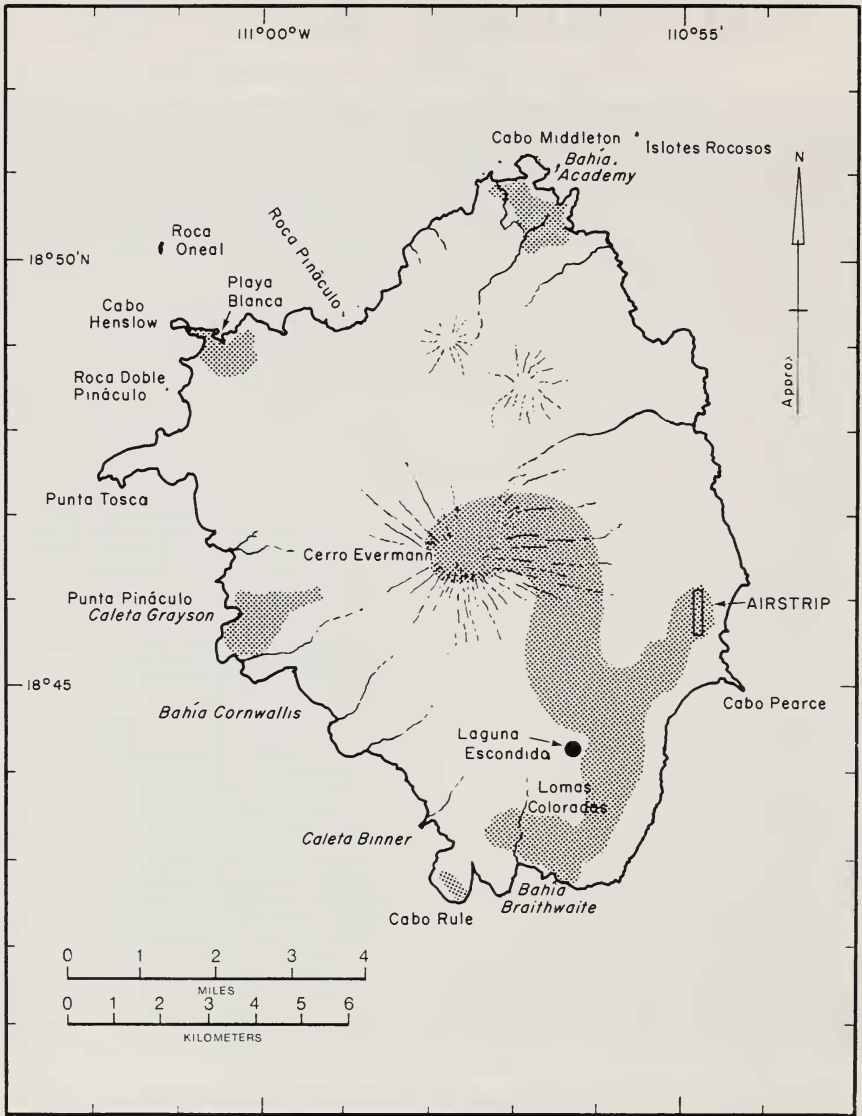 111°00'W
110°55'
Cabo Middleton
Islotes Rocosos
Bahía
Academy
N
Roca
Oneal
Roca Pináculo
18°50'N
Playa
Blanca
Cabo
Henslow
Roca Doble
Pináculo
Approx
Punta Tosca
Cerro Evermann
Punta Pináculo
Caleta Grayson
AIRSTRIP
18°45
Cabo Pearce
Bahía Cornwallis
Laguna
Escondida
Lomas
Coloradas
Caleta Binner
Bahía
Braithwaite
Cabo Rule
0 1 2 3 4
MILES
0 1 2 3 4 5 6
KILOMETERS